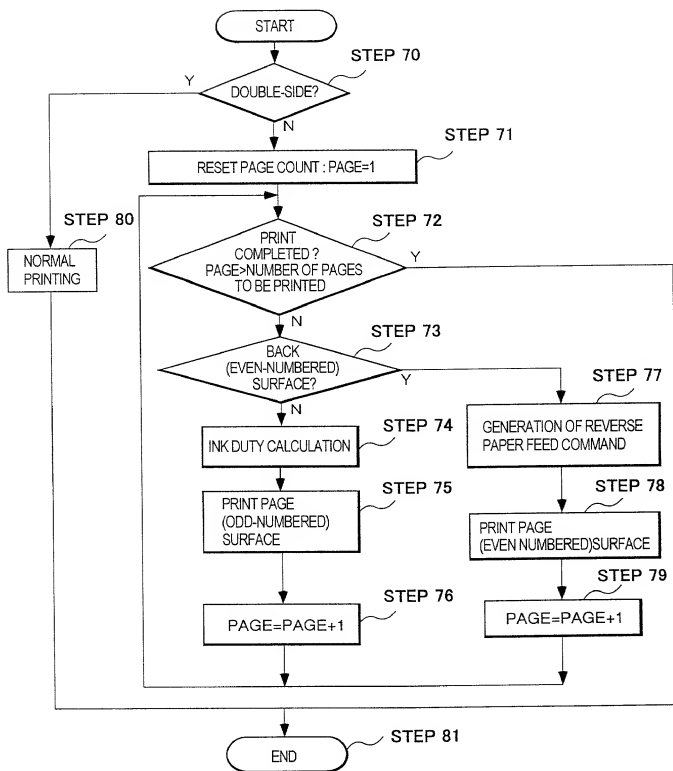 START
STEP 70
Y
DOUBLE-SIDE?
N
STEP 71
RESET PAGE COUNT : PAGE=1
STEP 80
NORMAL
PRINTING
STEP 72
PRINT
COMPLETED ?
PAGE>NUMBER OF PAGES
TO BE PRINTED
Y
N
STEP 73
BACK
(EVEN-NUMBERED)
SURFACE?
Y
N
STEP 77
GENERATION OF REVERSE
PAPER FEED COMMAND
STEP 74
INK DUTY CALCULATION
STEP 75
PRINT PAGE
(ODD-NUMBERED)
SURFACE
STEP 78
PRINT PAGE
(EVEN NUMBERED)SURFACE
STEP 76
PAGE=PAGE+1
STEP 79
PAGE=PAGE+1
STEP 81
END